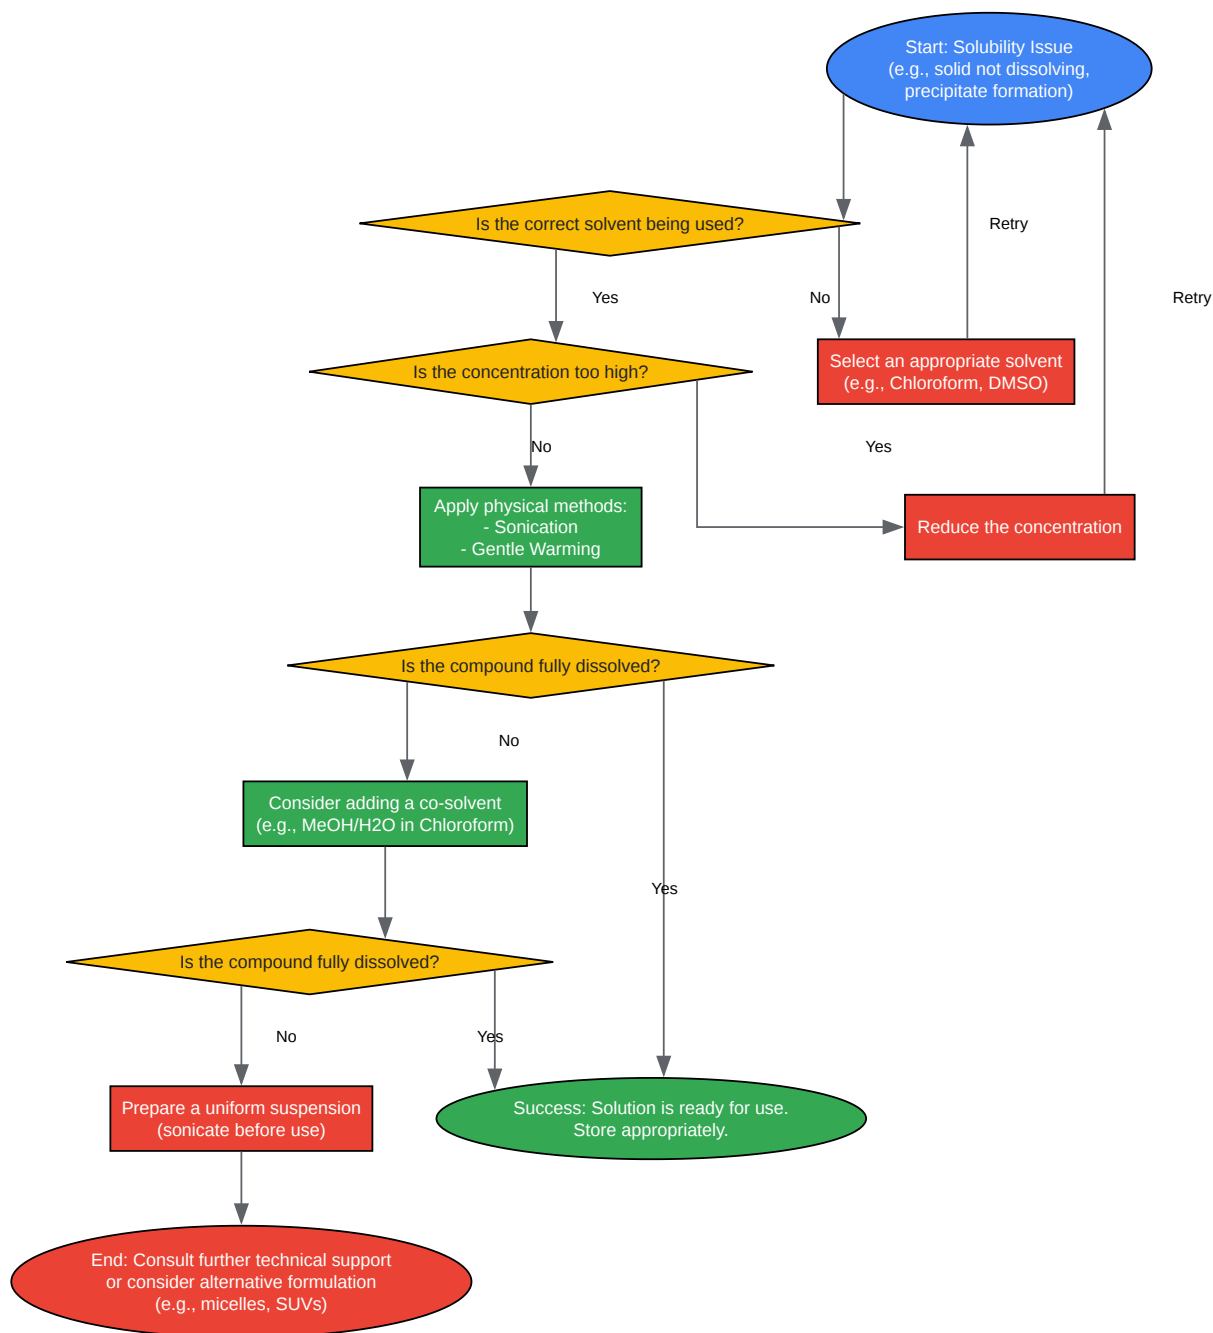 Start: Solubility Issue
(e.g., solid not dissolving,
precipitate formation)
Is the correct solvent being used?
Retry
Retry
Yes
No
Select an appropriate solvent
(e.g., Chloroform, DMSO)
Is the concentration too high?
No
Yes
Apply physical methods:
- Sonication
- Gentle Warming
Reduce the concentration
Is the compound fully dissolved?
No
Consider adding a co-solvent
(e.g., MeOH/H2O in Chloroform)
Yes
Is the compound fully dissolved?
No
Yes
Prepare a uniform suspension
(sonicate before use)
Success: Solution is ready for use.
Store appropriately.
End: Consult further technical support
or consider alternative formulation
(e.g., micelles, SUVs)